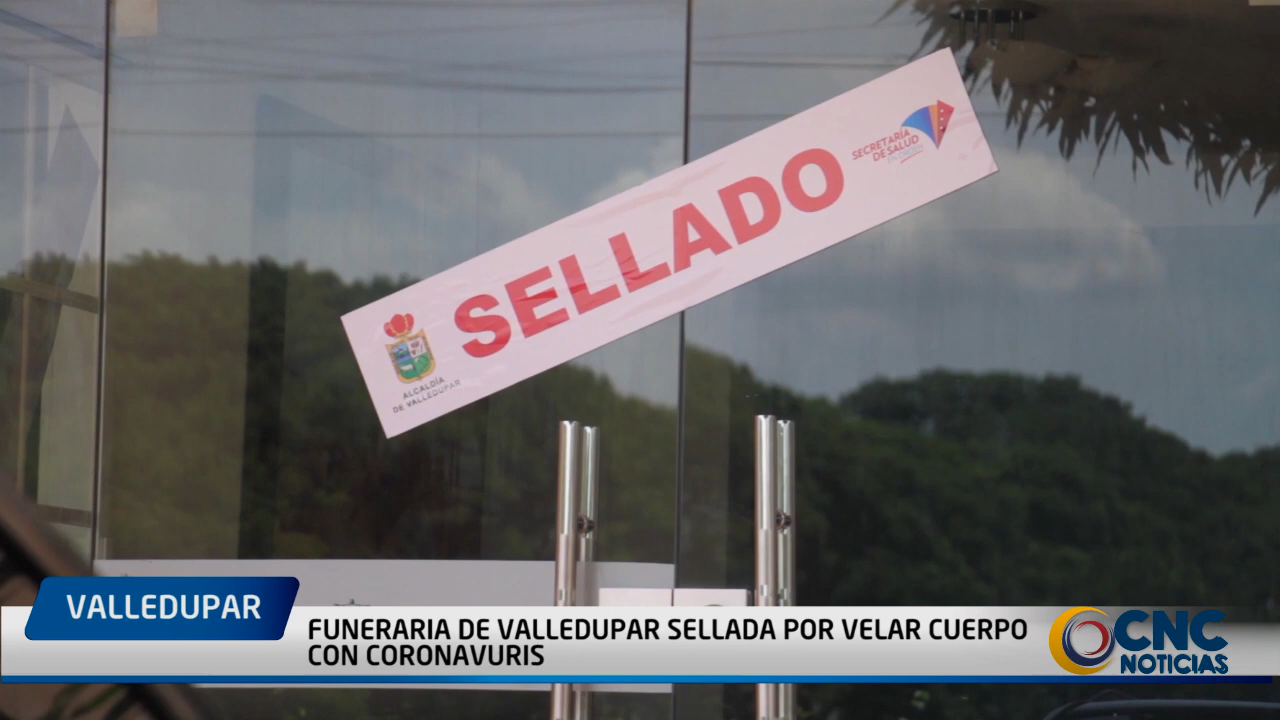 SELLADO
SECRETARÍA
DE SALUD
ALCALDÍA
DE VALLEDUPAR
VALLEDUPAR
FUNERARIA DE VALLEDUPAR SELLADA POR VELAR CUERPO
CON CORONAVURIS
CNC
NOTICIAS